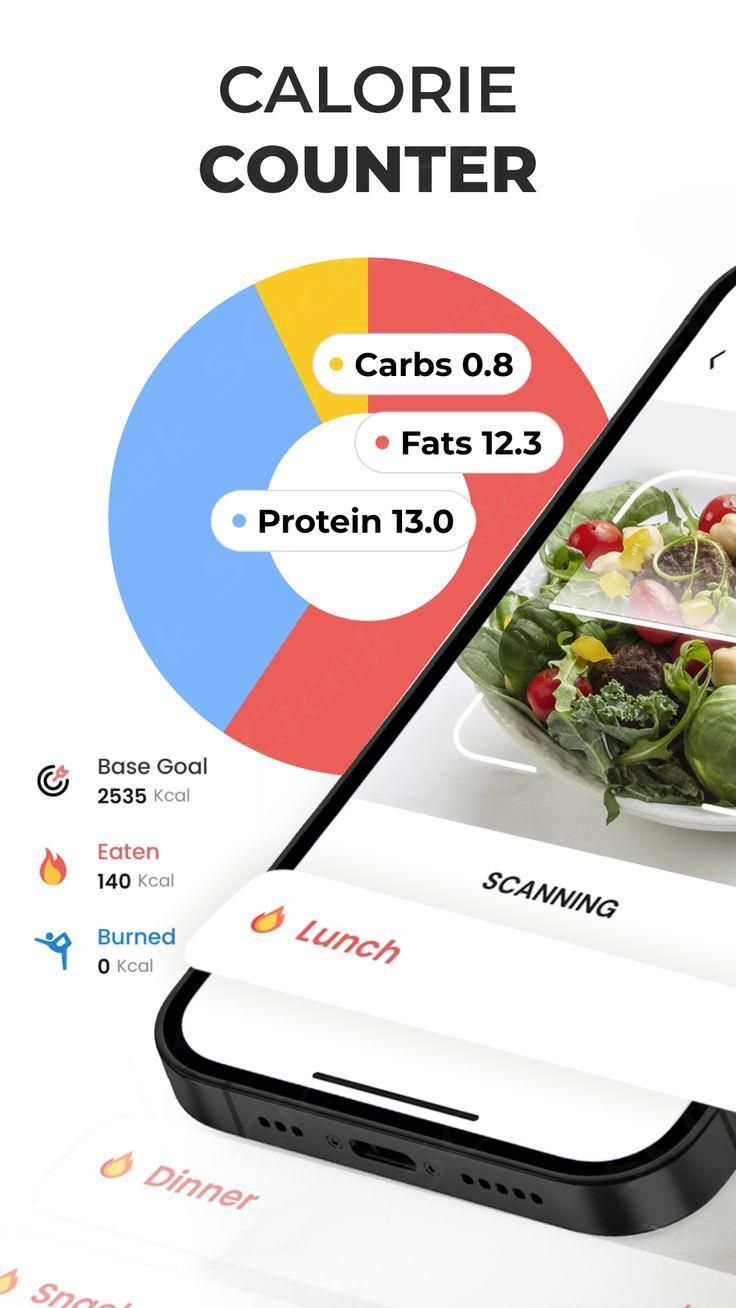 CALORIE
COUNTER
Carbs 0.8
Fats 12.3
Protein 13.0
Base Goal
2535 Kcal
Eaten
140 Kcal
Burned
0 Kcal
SCANNING
Lunch
Dinner